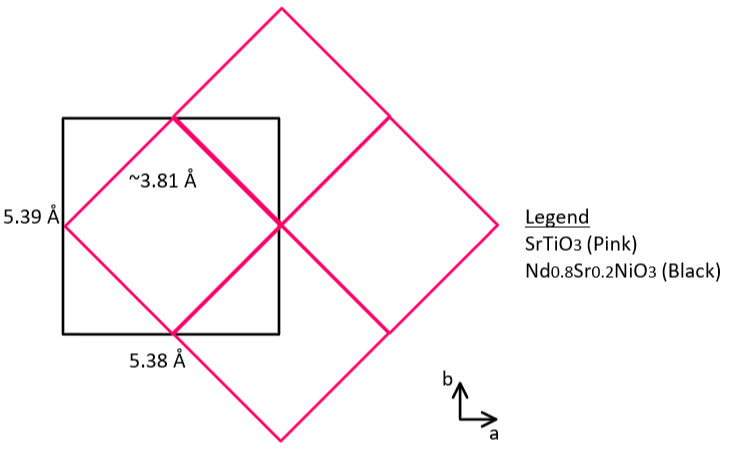 ~3.81 Å
5.39 Å
Legend
SrTiO3 (Pink)
Nd0.8Sr0.2NiO3 (Black)
5.38 Å
b
a